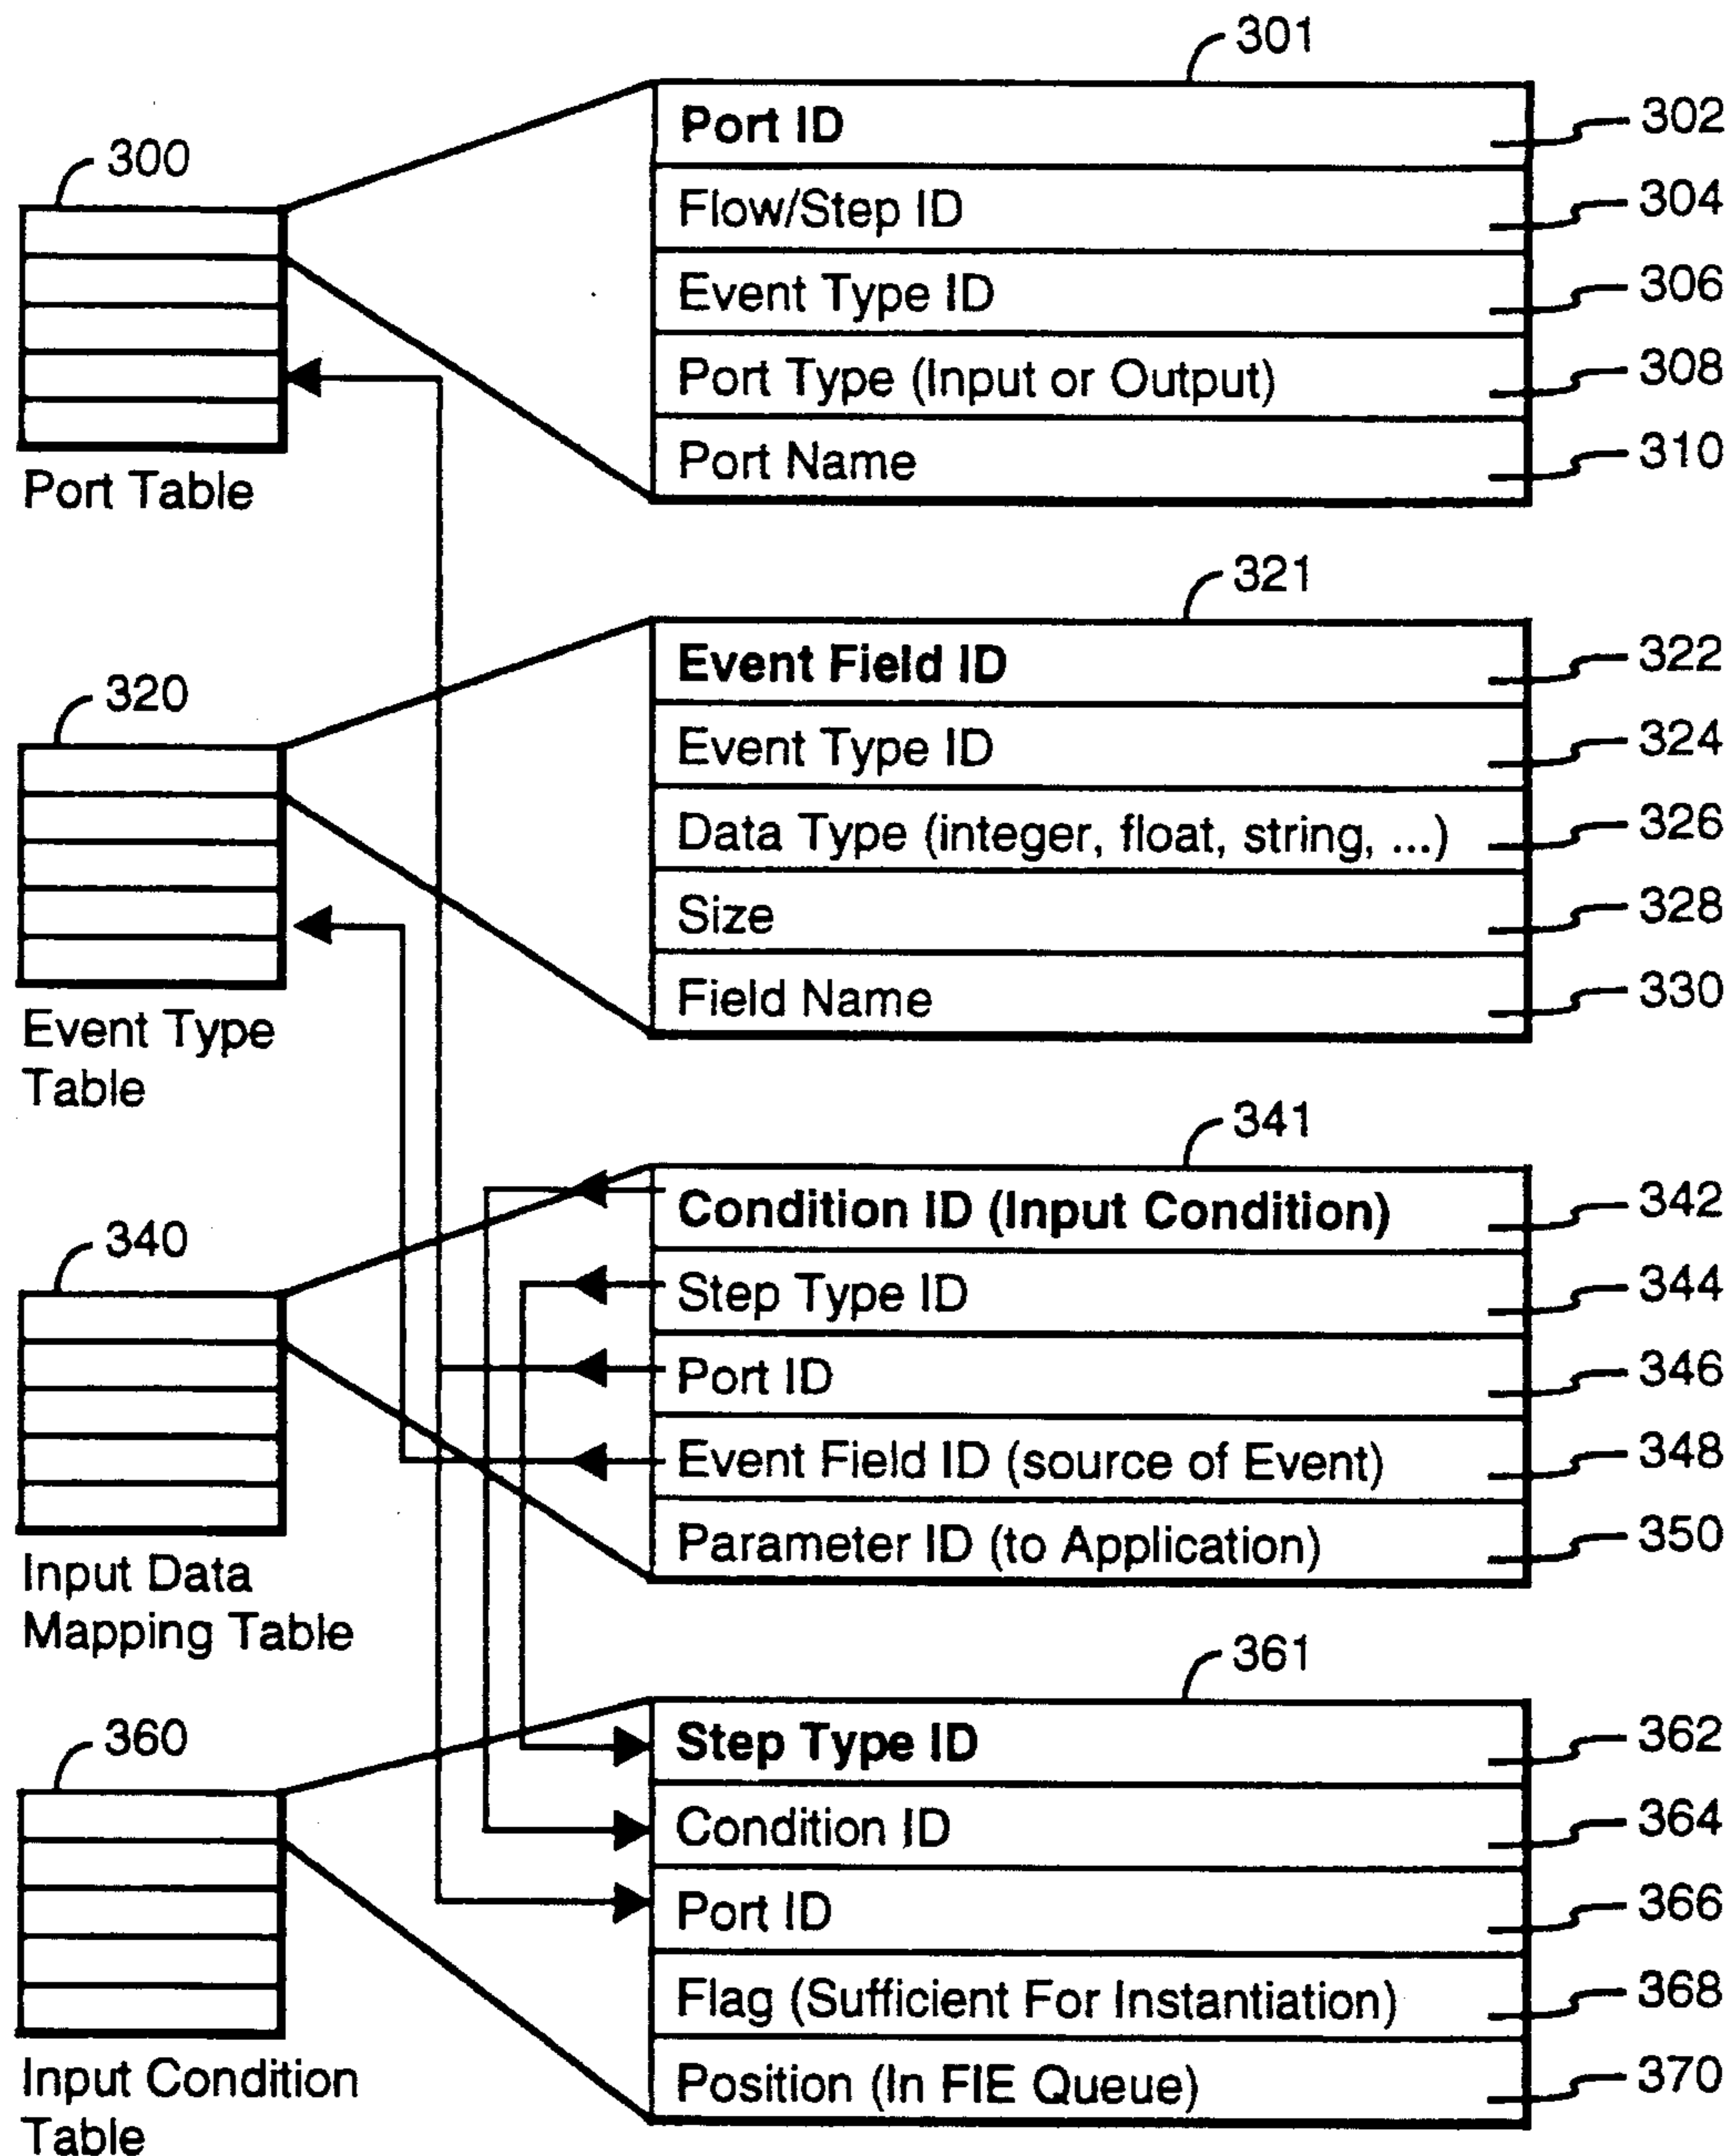 301
Port ID
302
300
Flow/Step ID
304
Event Type ID
306
Port Type (Input or Output)
308
Port Name
310
Port Table
321
Event Field ID
322
320
Event Type ID
324
Data Type (integer, float, string, ...)
326
Size
328
Field Name
330
Event Type
Table
341
Condition ID (Input Condition)
342
340
Step Type ID
344
Port ID
346
Event Field ID (source of Event)
348
Parameter ID (to Application)
350
Input Data
Mapping Table
361
Step Type ID
362
360
Condition ID
364
Port ID
366
Flag (Sufficient For Instantiation)
368
Position (In FIE Queue)
370
Input Condition
Table